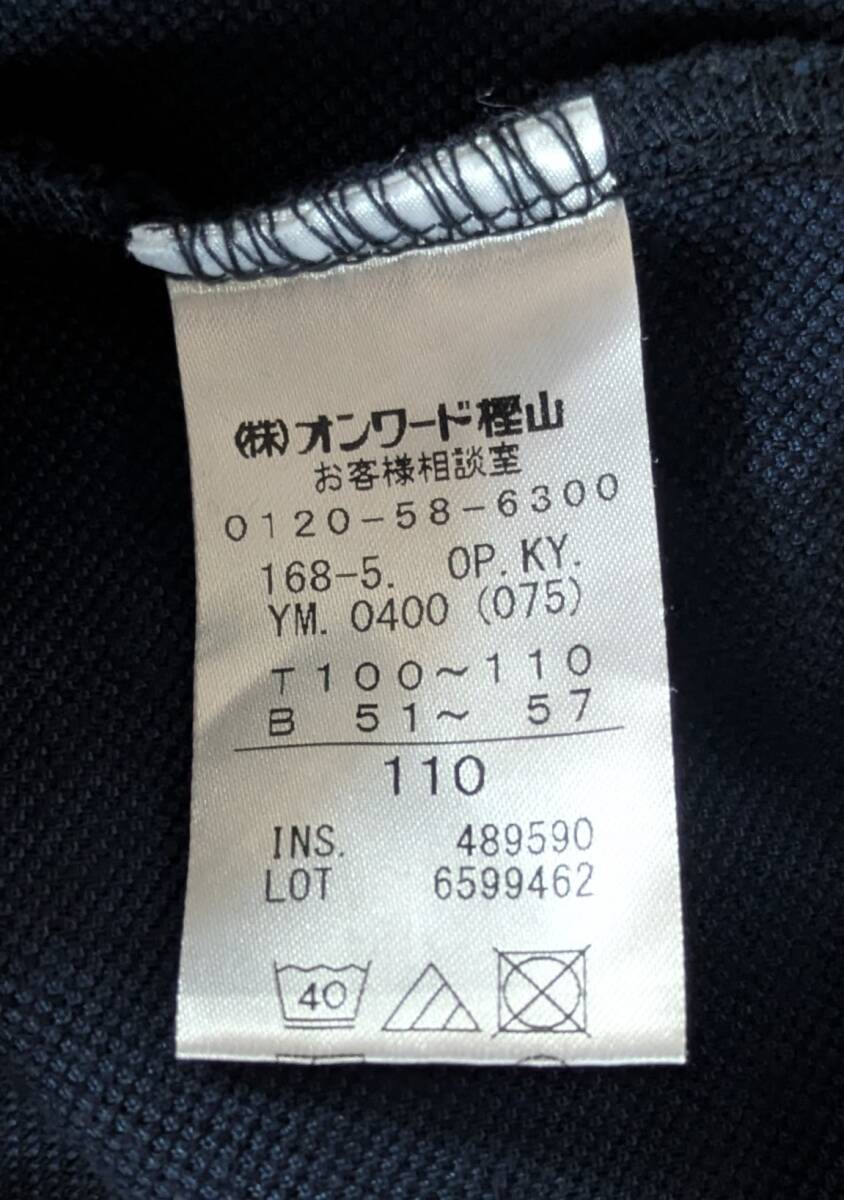 (株)オンワード樫山
お客様相談室
0120-58-6300
168-5. OP.KY.
YM. 0400 (075)
T100~110
B 51~ 57
110
INS. 489590
LOT 6599462
40